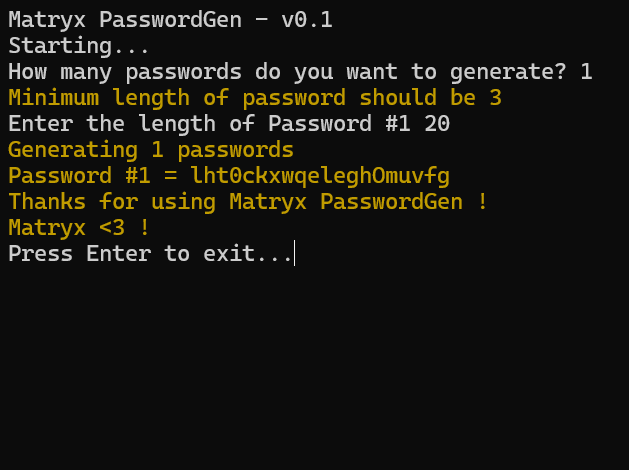 Matryx PasswordGen - v0.1
Starting...
How many passwords do you want to generate? 1
Minimum length of password should be 3
Enter the length of Password #1 20
Generating 1 passwords
Password #1 = lht0ckxwqeleghOmuvfg
Thanks for using Matryx PasswordGen !
Matryx <3 !
Press Enter to exit...